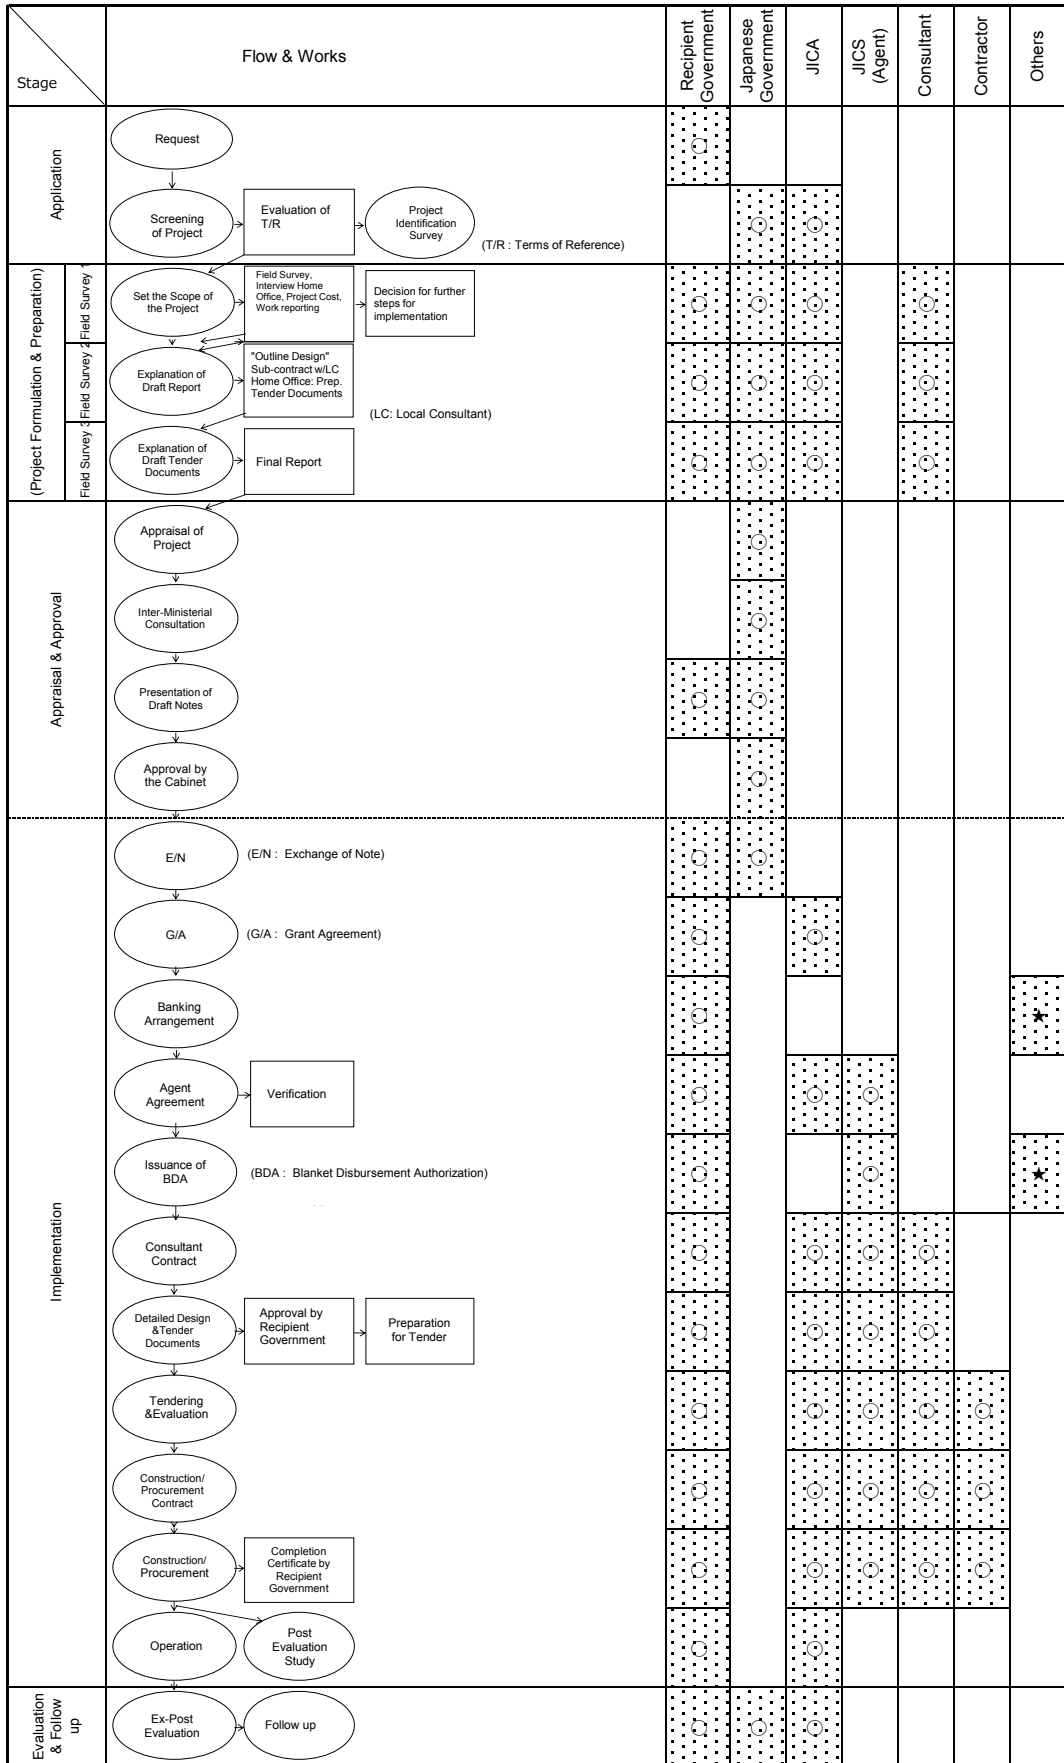 Stage
Flow & Works
Recipient
Government
Japanese
Government
JICA
JICS
(Agent)
Consultant
Contractor
Others
Application
Request
Screening
of Project
Evaluation of
T/R
Project
Identification
Survey
(T/R : Terms of Reference)
(Project Formulation & Preparation)
Field Survey 1
Set the Scope of
the Project
Field Survey,
Interview Home
Office, Project Cost,
Work reporting
Decision for further
steps for
implementation
Field Survey 2
Explanation of
Draft Report
"Outline Design"
Sub-contract w/LC
Home Office: Prep.
Tender Documents
(LC: Local Consultant)
Field Survey 3
Explanation of
Draft Tender
Documents
Final Report
Appraisal & Approval
Appraisal of
Project
Inter-Ministerial
Consultation
Presentation of
Draft Notes
Approval by
the Cabinet
Implementation
E/N
(E/N : Exchange of Note)
G/A
(G/A : Grant Agreement)
Banking
Arrangement
Agent
Agreement
Verification
Issuance of
BDA
(BDA : Blanket Disbursement Authorization)
Consultant
Contract
Detailed Design
&Tender
Documents
Approval by
Recipient
Government
Preparation
for Tender
Tendering
&Evaluation
Construction/
Procurement
Contract
Construction/
Procurement
Completion
Certificate by
Recipient
Government
Operation
Post
Evaluation
Study
Evaluation
& Follow
up
Ex-Post
Evaluation
Follow up